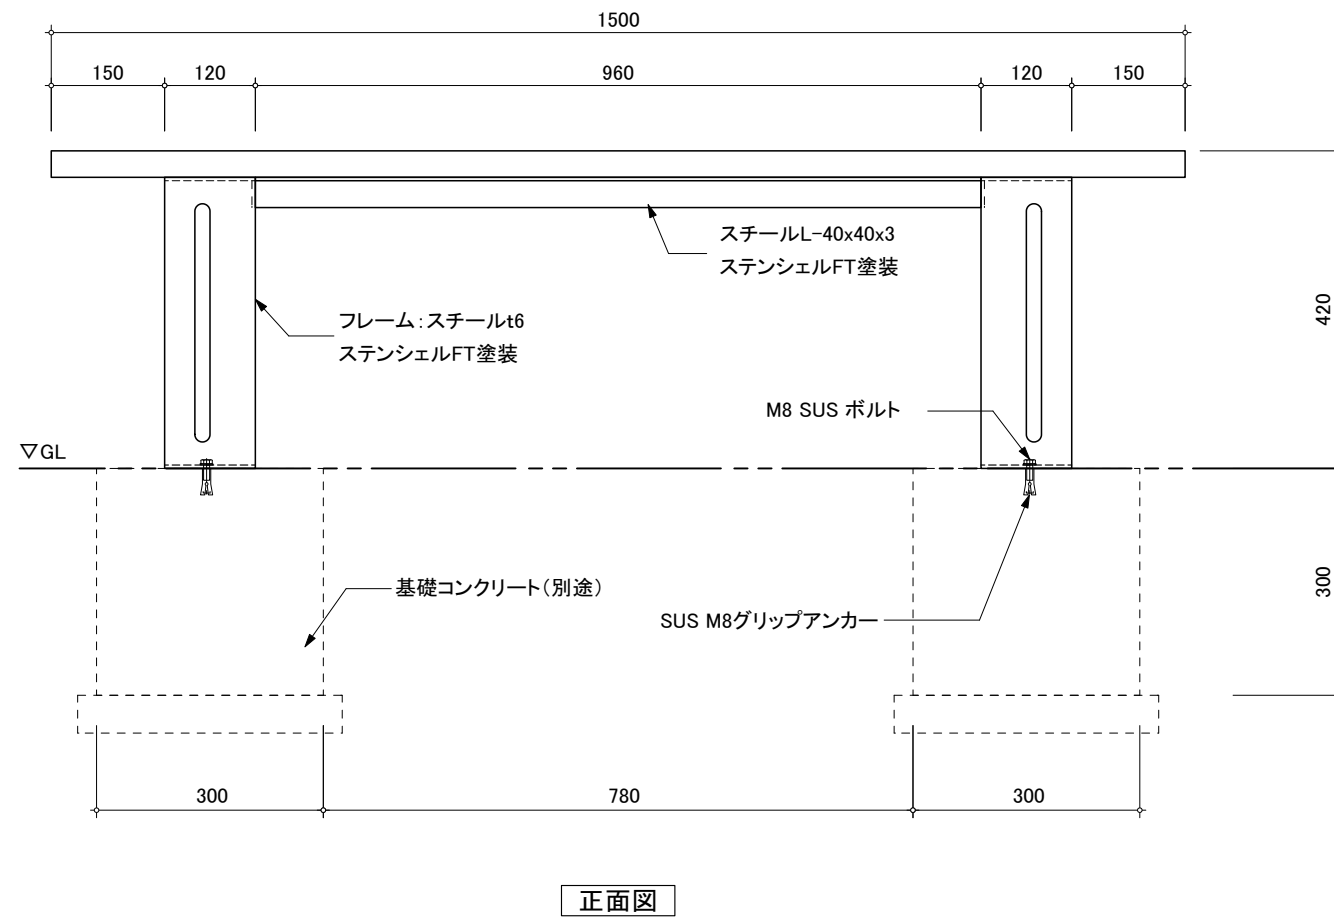 1500
150
120
960
120
150
スチールL-40x40x3
ステンシェルFT塗装
420
フレーム:スチールt6
ステンシェルFT塗装
M8 SUS ボルト
▽GL
基礎コンクリート(別途)
300
SUS M8グリップアンカー
300
780
300
正面図